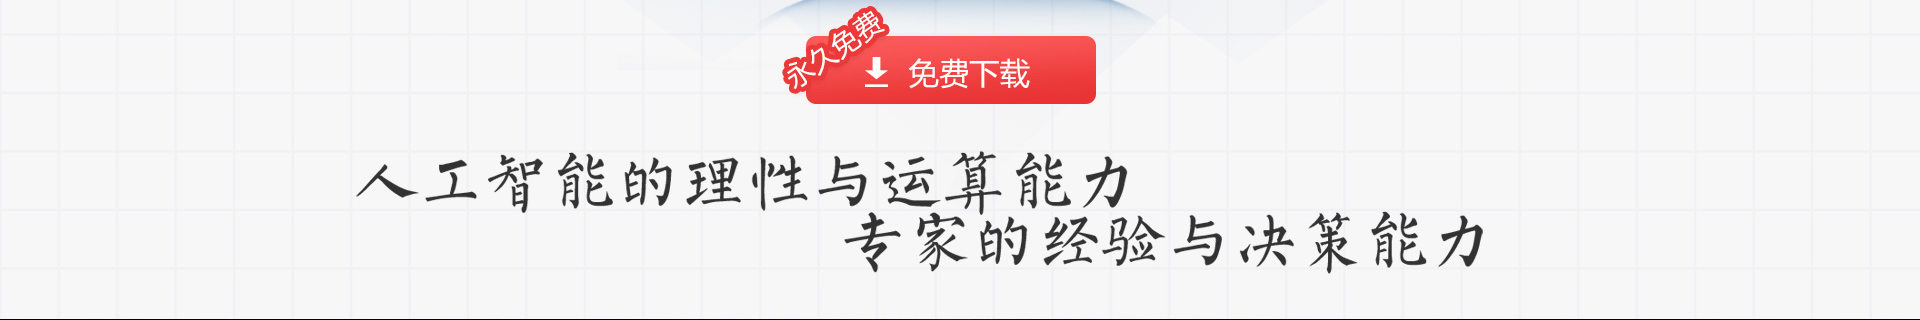 永久免费
免费下载
人工智能的理性与运算能力
专家的经验与决策能力